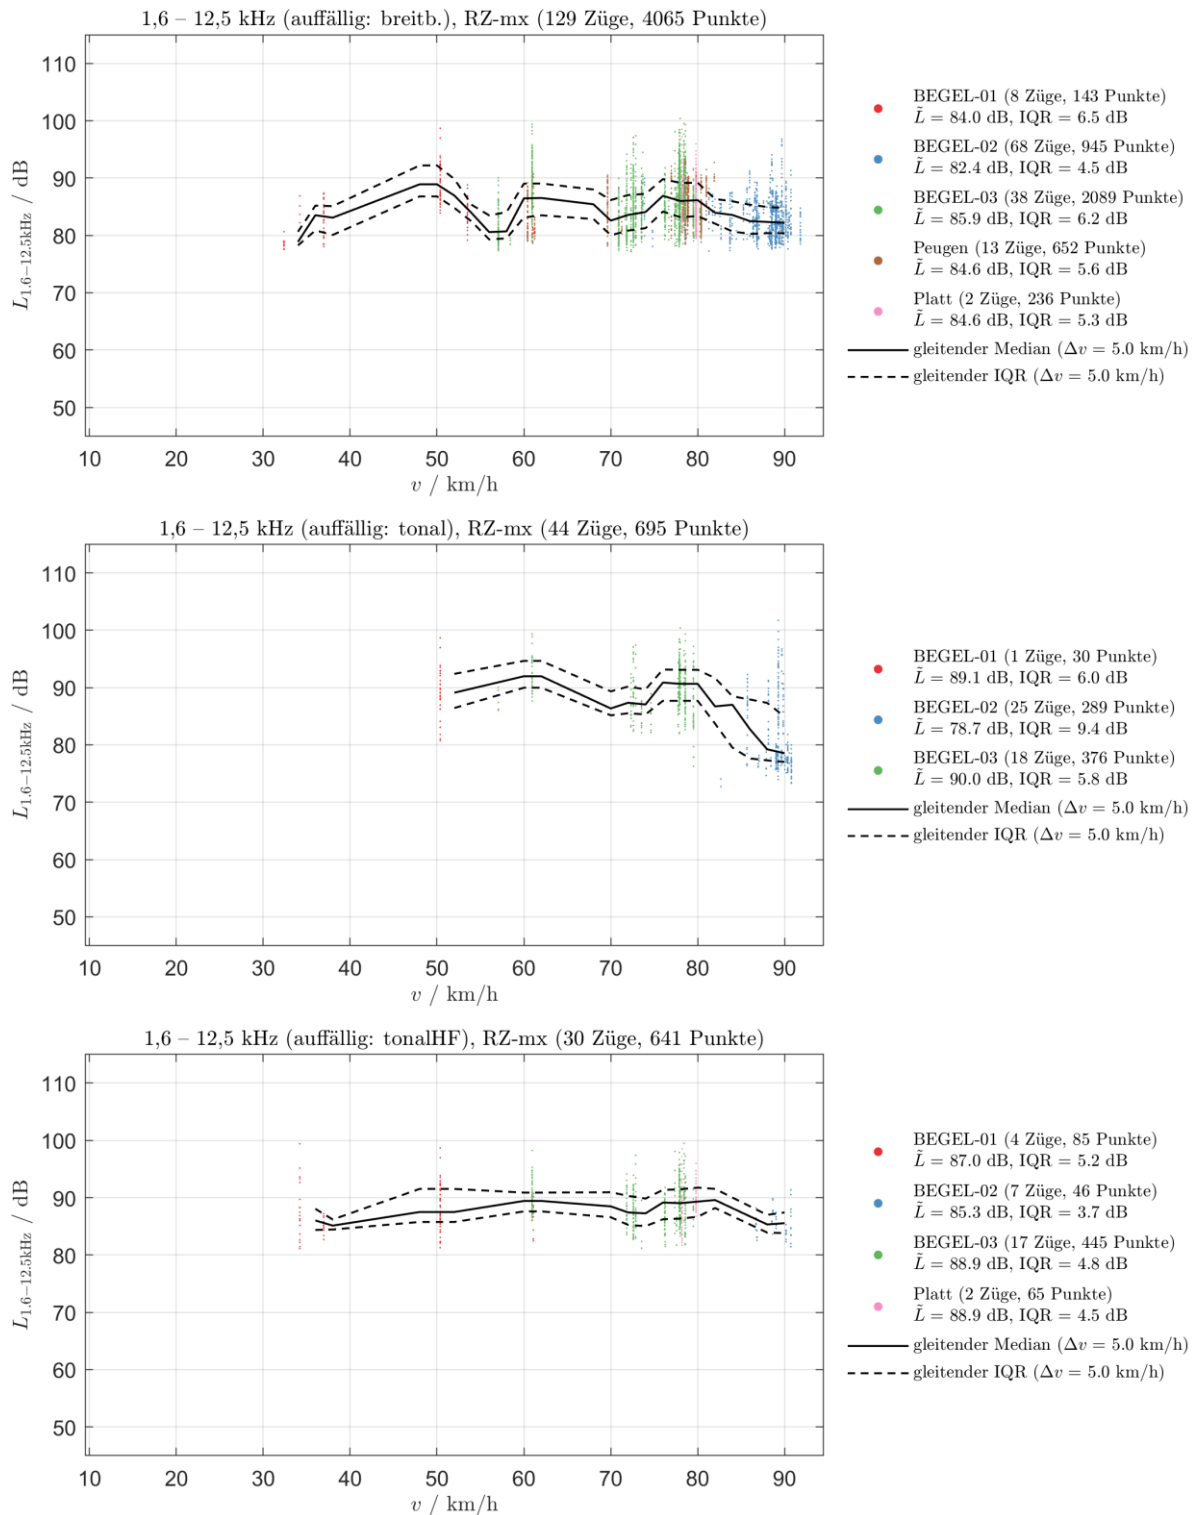 1,6 – 12,5 kHz (auffällig: breitb.), RZ-mx (129 Züge, 4065 Punkte)
110
100
90
80
70
60
50
L1.6−12.5kHz / dB
10 20 30 40 50 60 70 80 90
v / km/h
BEGEL-01 (8 Züge, 143 Punkte)
L̃ = 84.0 dB, IQR = 6.5 dB
BEGEL-02 (68 Züge, 945 Punkte)
L̃ = 82.4 dB, IQR = 4.5 dB
BEGEL-03 (38 Züge, 2089 Punkte)
L̃ = 85.9 dB, IQR = 6.2 dB
Peugen (13 Züge, 652 Punkte)
L̃ = 84.6 dB, IQR = 5.6 dB
Platt (2 Züge, 236 Punkte)
L̃ = 84.6 dB, IQR = 5.3 dB
gleitender Median (Δv = 5.0 km/h)
gleitender IQR (Δv = 5.0 km/h)
1,6 – 12,5 kHz (auffällig: tonal), RZ-mx (44 Züge, 695 Punkte)
110
100
90
80
70
60
50
L1.6−12.5kHz / dB
10 20 30 40 50 60 70 80 90
v / km/h
BEGEL-01 (1 Züge, 30 Punkte)
L̃ = 89.1 dB, IQR = 6.0 dB
BEGEL-02 (25 Züge, 289 Punkte)
L̃ = 78.7 dB, IQR = 9.4 dB
BEGEL-03 (18 Züge, 376 Punkte)
L̃ = 90.0 dB, IQR = 5.8 dB
gleitender Median (Δv = 5.0 km/h)
gleitender IQR (Δv = 5.0 km/h)
1,6 – 12,5 kHz (auffällig: tonalHF), RZ-mx (30 Züge, 641 Punkte)
110
100
90
80
70
60
50
L1.6−12.5kHz / dB
10 20 30 40 50 60 70 80 90
v / km/h
BEGEL-01 (4 Züge, 85 Punkte)
L̃ = 87.0 dB, IQR = 5.2 dB
BEGEL-02 (7 Züge, 46 Punkte)
L̃ = 85.3 dB, IQR = 3.7 dB
BEGEL-03 (17 Züge, 445 Punkte)
L̃ = 88.9 dB, IQR = 4.8 dB
Platt (2 Züge, 65 Punkte)
L̃ = 88.9 dB, IQR = 4.5 dB
gleitender Median (Δv = 5.0 km/h)
gleitender IQR (Δv = 5.0 km/h)